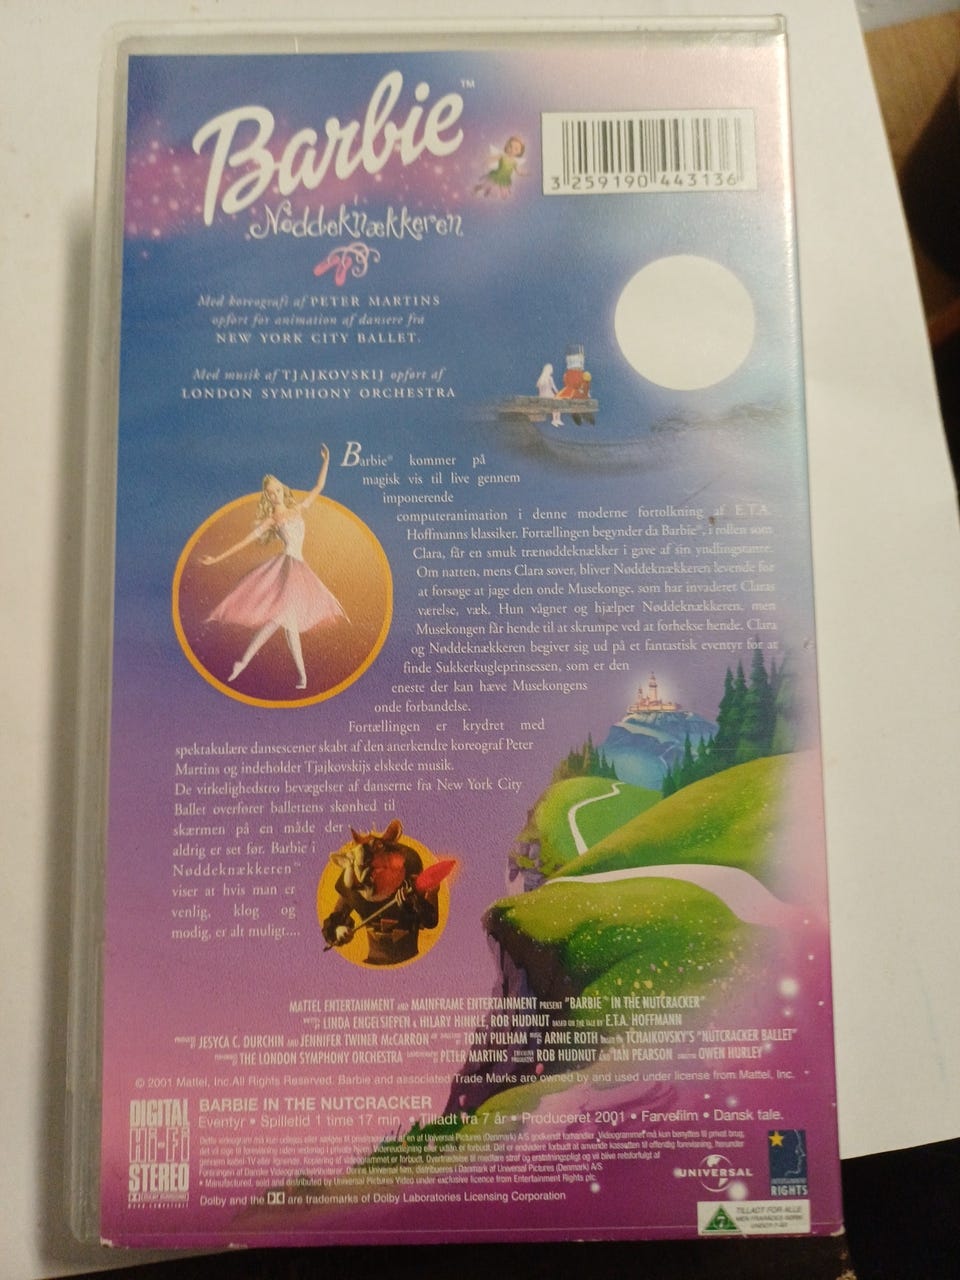 Barbie™
Nøddeknækkeren
3 259190 443136
Med koreografi af PETER MARTINS
opført for animation af dansere fra
NEW YORK CITY BALLET.
Med musik af TJAJKOVSKIJ opført af
LONDON SYMPHONY ORCHESTRA
Barbie® kommer på
magisk vis til live gennem
imponerende
computeranimation i denne moderne fortolkning af E.T.A.
Hoffmanns klassiker. Fortællingen begynder da Barbie®, i rollen som
Clara, får en smuk trænøddeknækker i gave af sin yndlingstante.
Om natten, mens Clara sover, bliver Nøddeknækkeren levende for
at forsøge at jage den onde Musekonge, som har invaderet Claras
værelse, væk. Hun vågner og hjælper Nøddeknækkeren, men
Musekongen får hende til at skrumpe ved at forhekse hende. Clara
og Nøddeknækkeren begiver sig ud på et fantastisk eventyr for at
finde Sukkerkugleprinsessen, som er den
eneste der kan hæve Musekongens
onde forbandelse.
Fortællingen er krydret med
spektakulære dansescener skabt af den anerkendte koreograf Peter
Martins og indeholder Tjajkovskijs elskede musik.
De virkelighedstro bevægelser af danserne fra New York City
Ballet overfører ballettens skønhed til
skærmen på en måde der
aldrig er set før. Barbie i
Nøddeknækkeren™
viser at hvis man er
venlig, klog og
modig, er alt muligt....
MATTEL ENTERTAINMENT AND MAINFRAME ENTERTAINMENT PRESENT "BARBIE™ IN THE NUTCRACKER"
LINDA ENGELSIEPEN & HILARY HINKLE, ROB HUDNUT BASED ON THE TALE BY E.T.A. HOFFMANN
JESYCA C. DURCHIN AND JENNIFER TWINER McCARRON TONY PULHAM ARNIE ROTH TCHAIKOVSKY'S "NUTCRACKER BALLET"
THE LONDON SYMPHONY ORCHESTRA PETER MARTINS ROB HUDNUT AND IAN PEARSON OWEN HURLEY
© 2001 Mattel, Inc.All Rights Reserved. Barbie and associated Trade Marks are owned by and used under license from Mattel, Inc.
DIGITAL
HI-FI
STEREO
BARBIE IN THE NUTCRACKER
Eventyr • Spilletid 1 time 17 min. • Tilladt fra 7 år • Produceret 2001 • Farvefilm • Dansk tale.
• Manufactured, sold and distributed by Universal Pictures Video under exclusive licence from Entertainment Rights plc.
Dolby and the are trademarks of Dolby Laboratories Licensing Corporation
UNIVERSAL
ENTERTAINMENT
RIGHTS
7
TILLADT FOR ALLE
MEN FRARÅDES BØRN
UNDER 7 ÅR